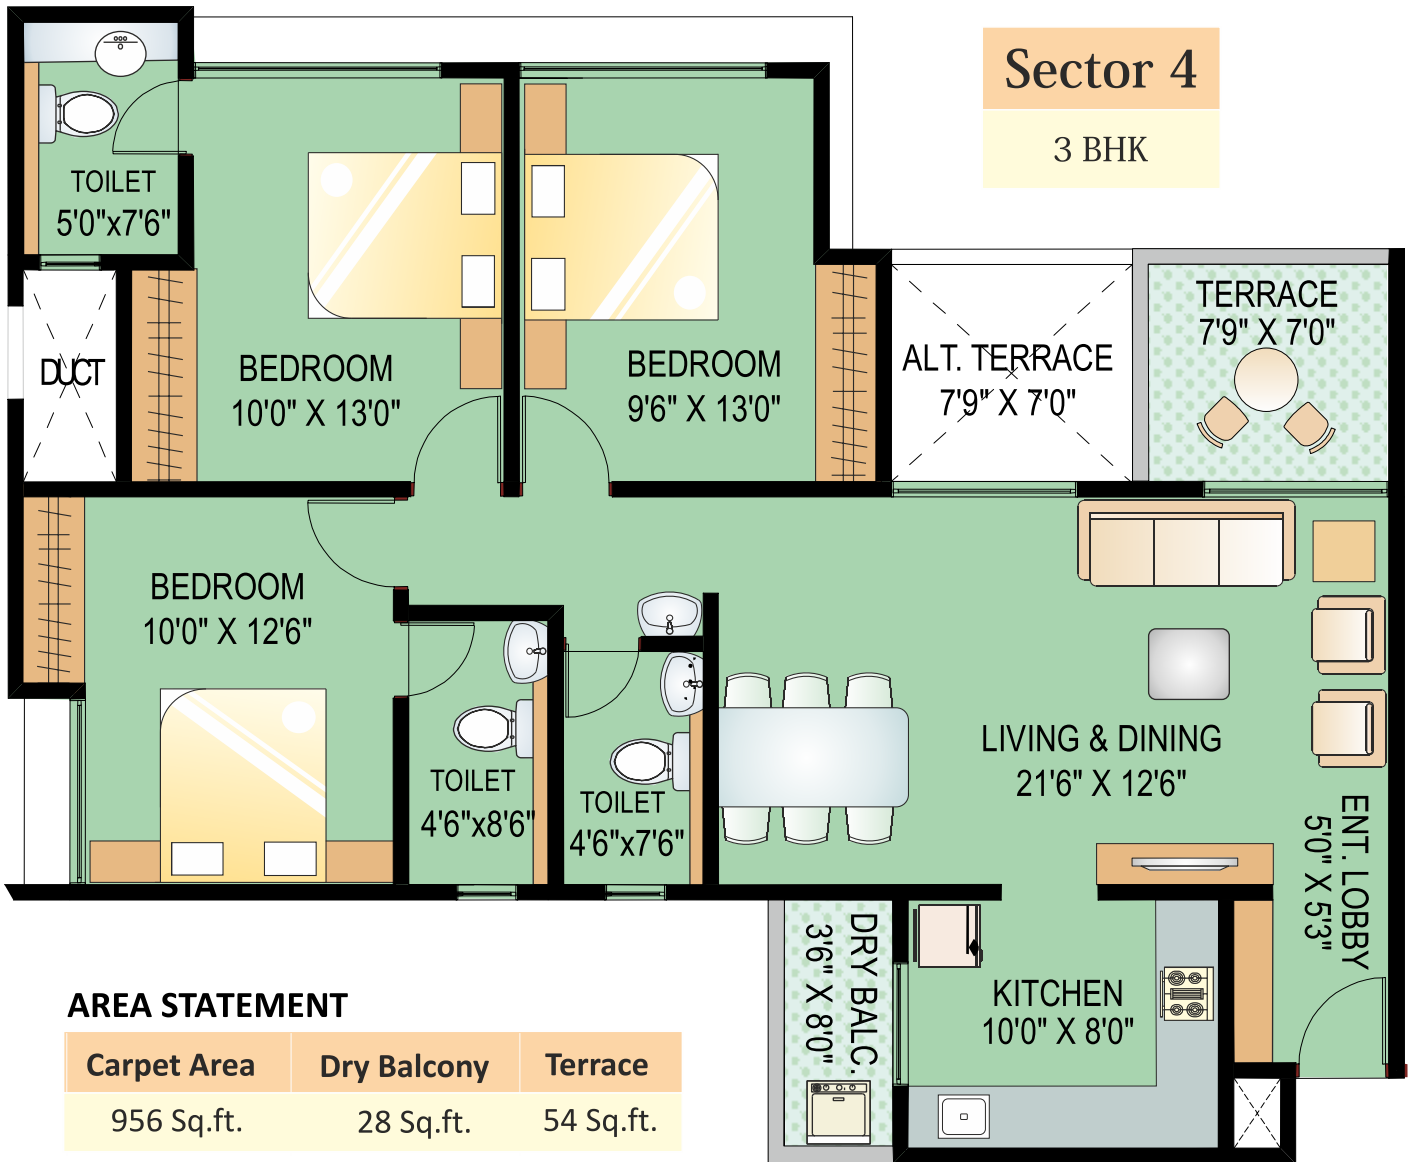 Sector 4
3 BHK
TOILET
5'0"x7'6"
DUCT
BEDROOM
10'0" X 13'0"
BEDROOM
9'6" X 13'0"
ALT. TERRACE
7'9" X 7'0"
TERRACE
7'9" X 7'0"
BEDROOM
10'0" X 12'6"
TOILET
4'6"x8'6"
TOILET
4'6"x7'6"
LIVING & DINING
21'6" X 12'6"
ENT. LOBBY
5'0" X 5'3"
DRY BALC.
3'6" X 8'0"
KITCHEN
10'0" X 8'0"
AREA STATEMENT
Carpet Area Dry Balcony Terrace
956 Sq.ft. 28 Sq.ft. 54 Sq.ft.